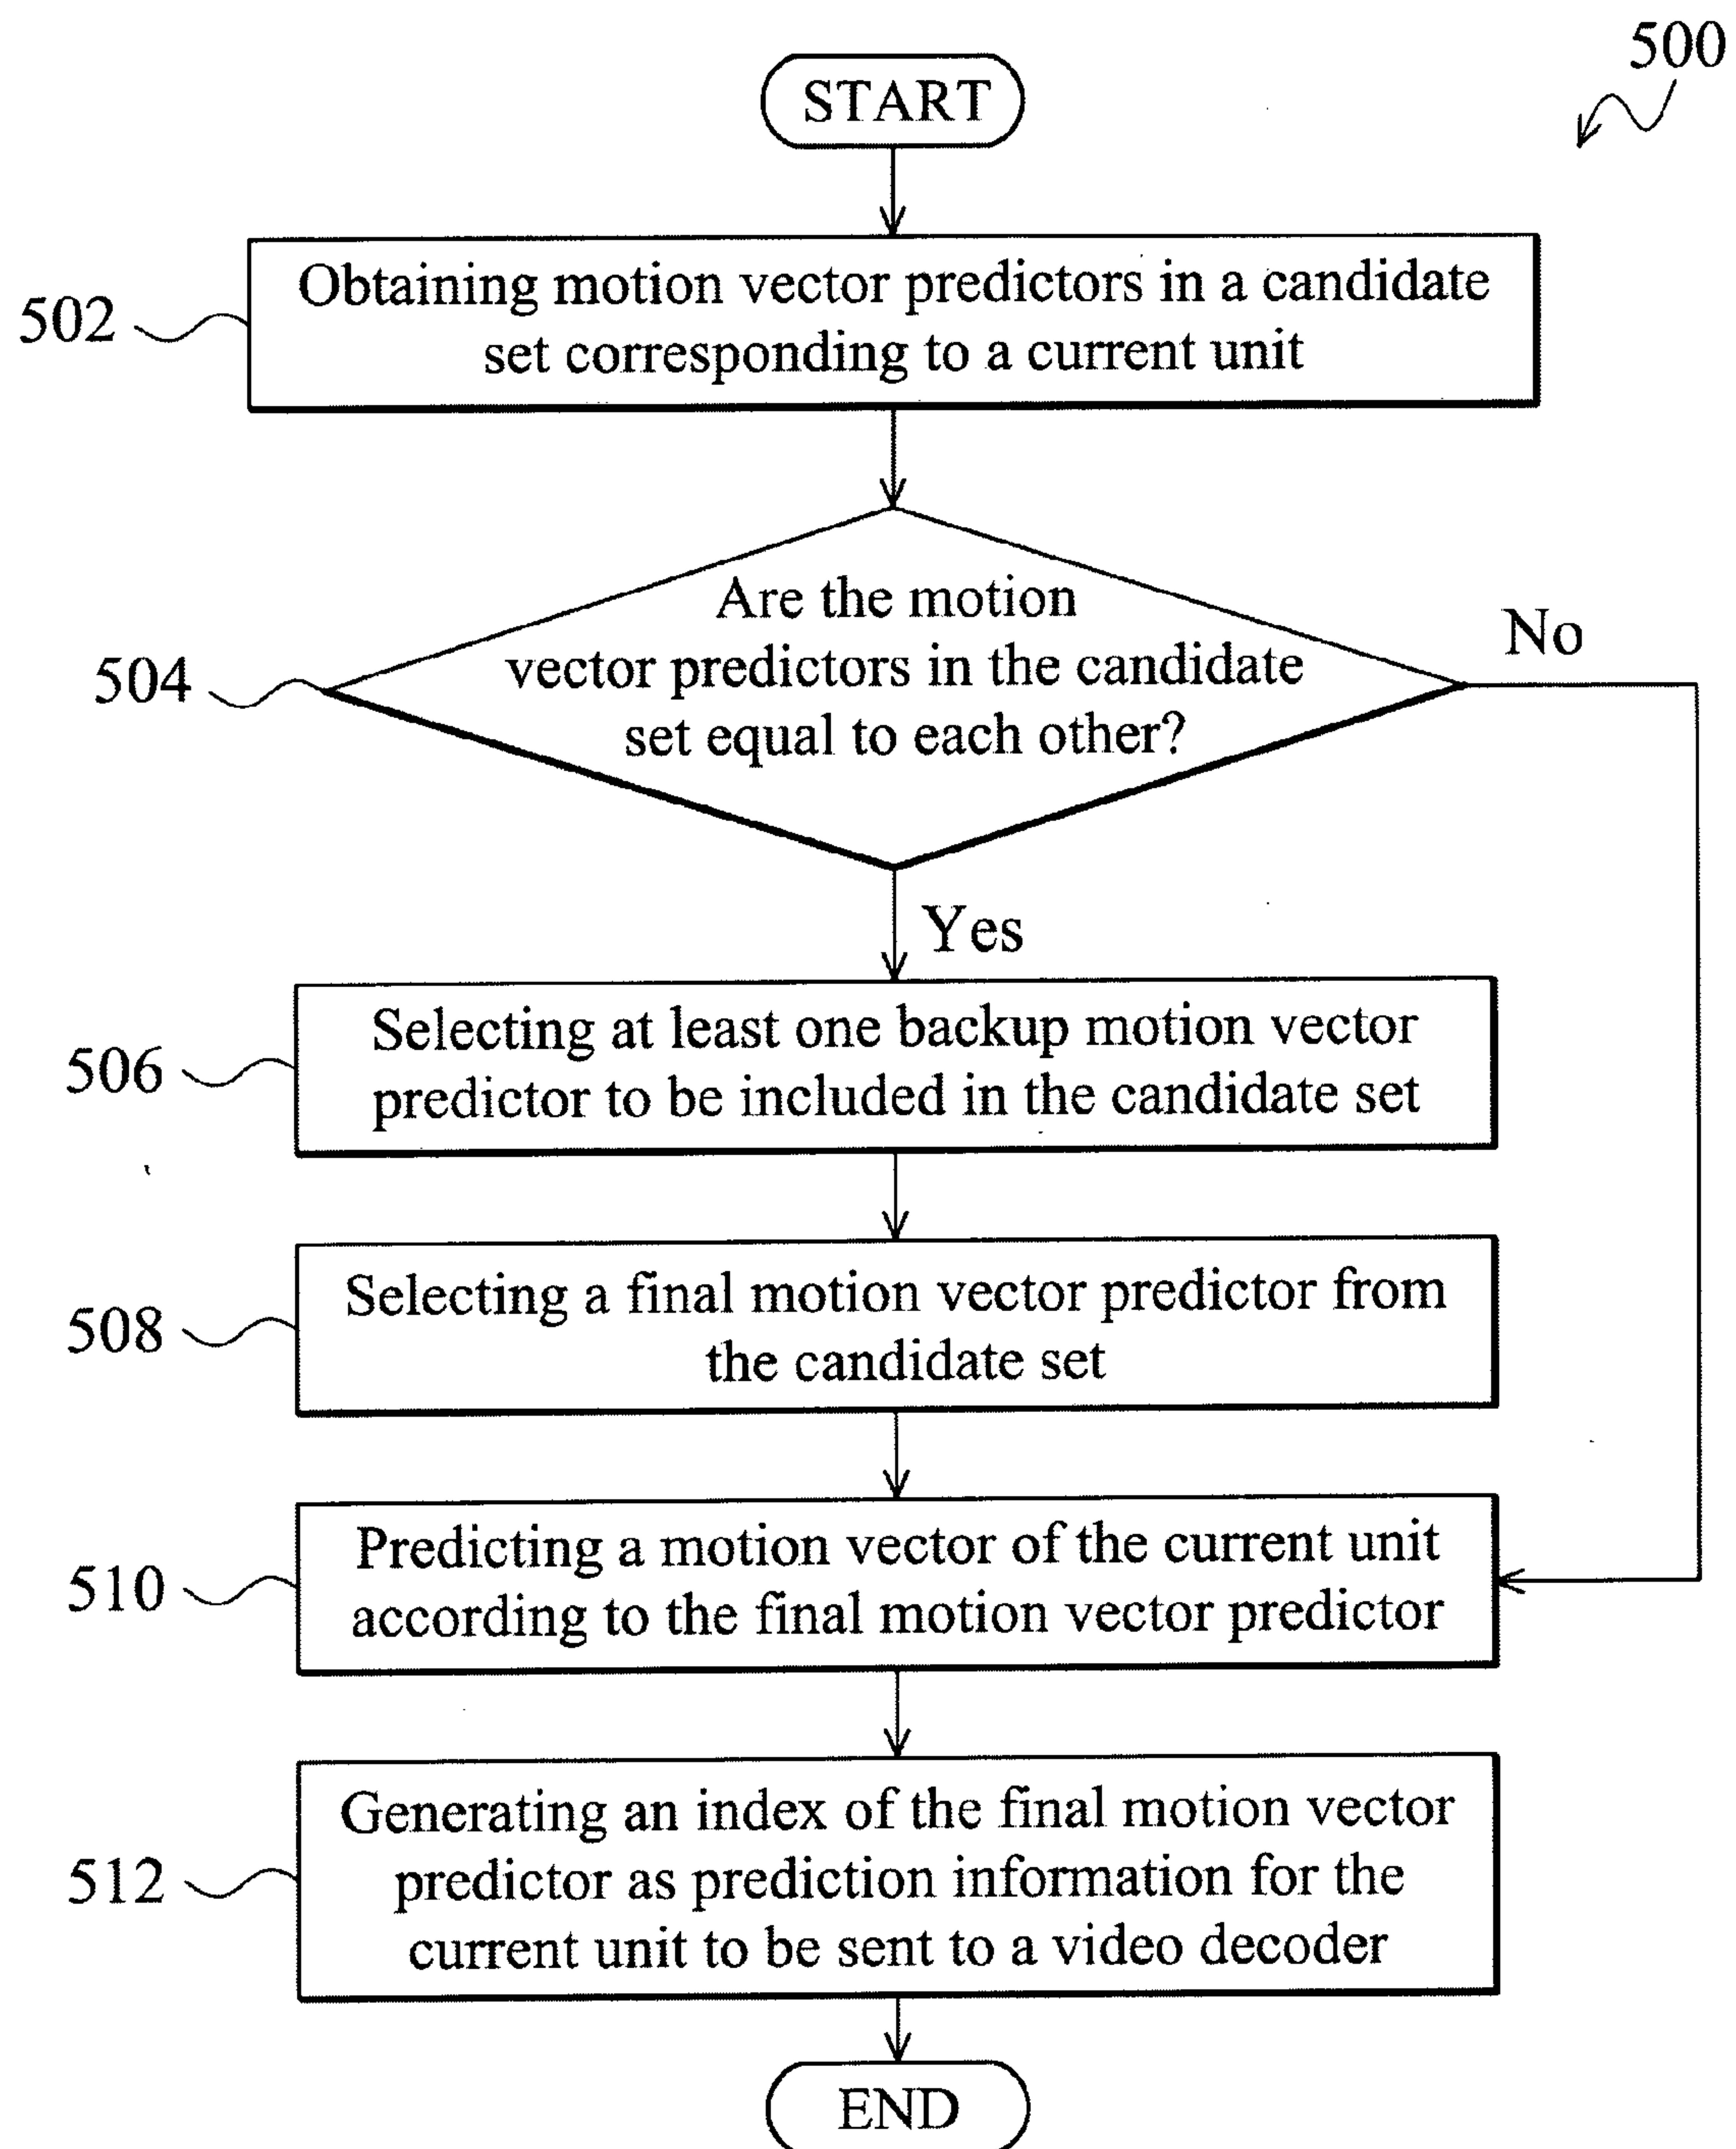 500
START
502
Obtaining motion vector predictors in a candidate
set corresponding to a current unit
504
Are the motion
vector predictors in the candidate
set equal to each other?
No
Yes
506
Selecting at least one backup motion vector
predictor to be included in the candidate set
508
Selecting a final motion vector predictor from
the candidate set
510
Predicting a motion vector of the current unit
according to the final motion vector predictor
512
Generating an index of the final motion vector
predictor as prediction information for the
current unit to be sent to a video decoder
END